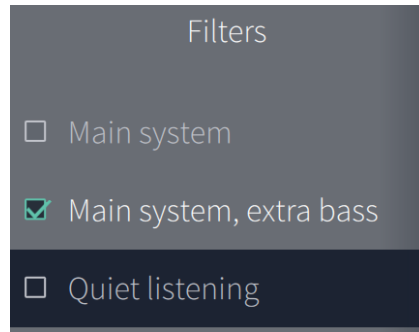 Filters
Main system
Main system, extra bass
Quiet listening